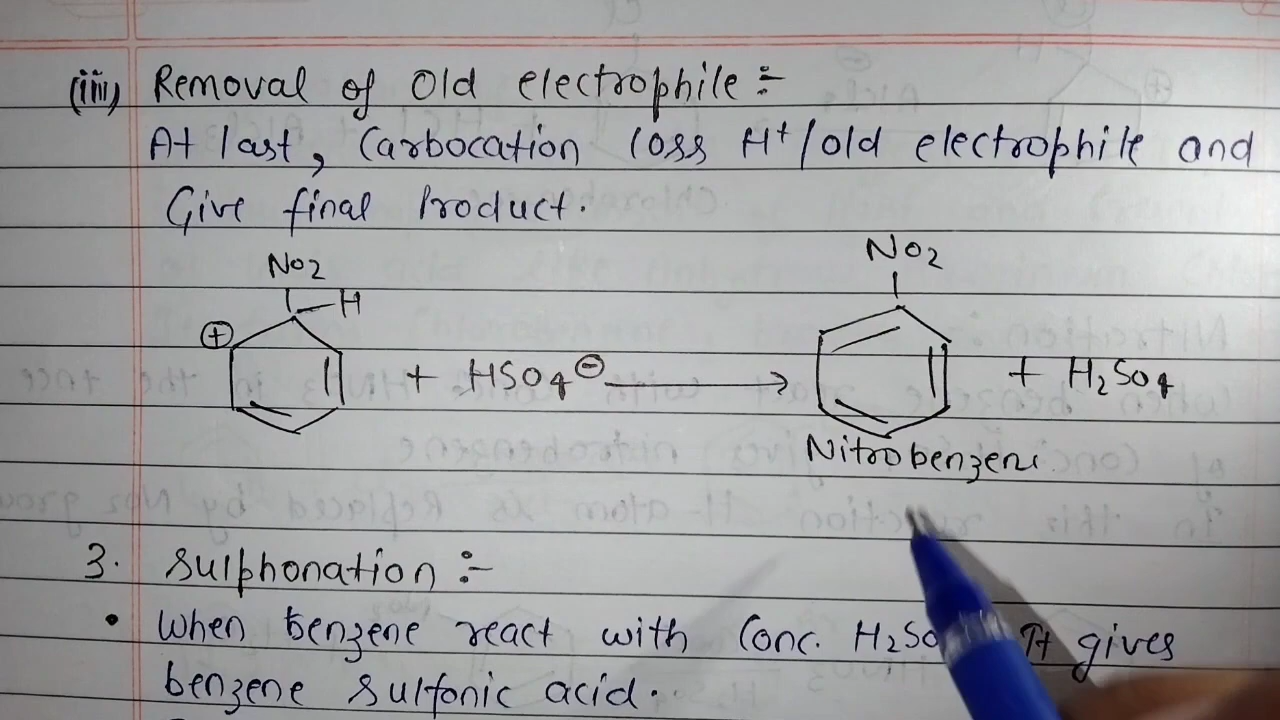 (iii) Removal of Old electrophile :-
At last, Carbocation loss H+/old electrophile and
Give final Product.
NO2
H
+
+ HSO4⊖ →
NO2
+ H2SO4
Nitrobenzene
3. Sulphonation :-
• When benzene react with Conc. H2SO It gives
benzene sulfonic acid.